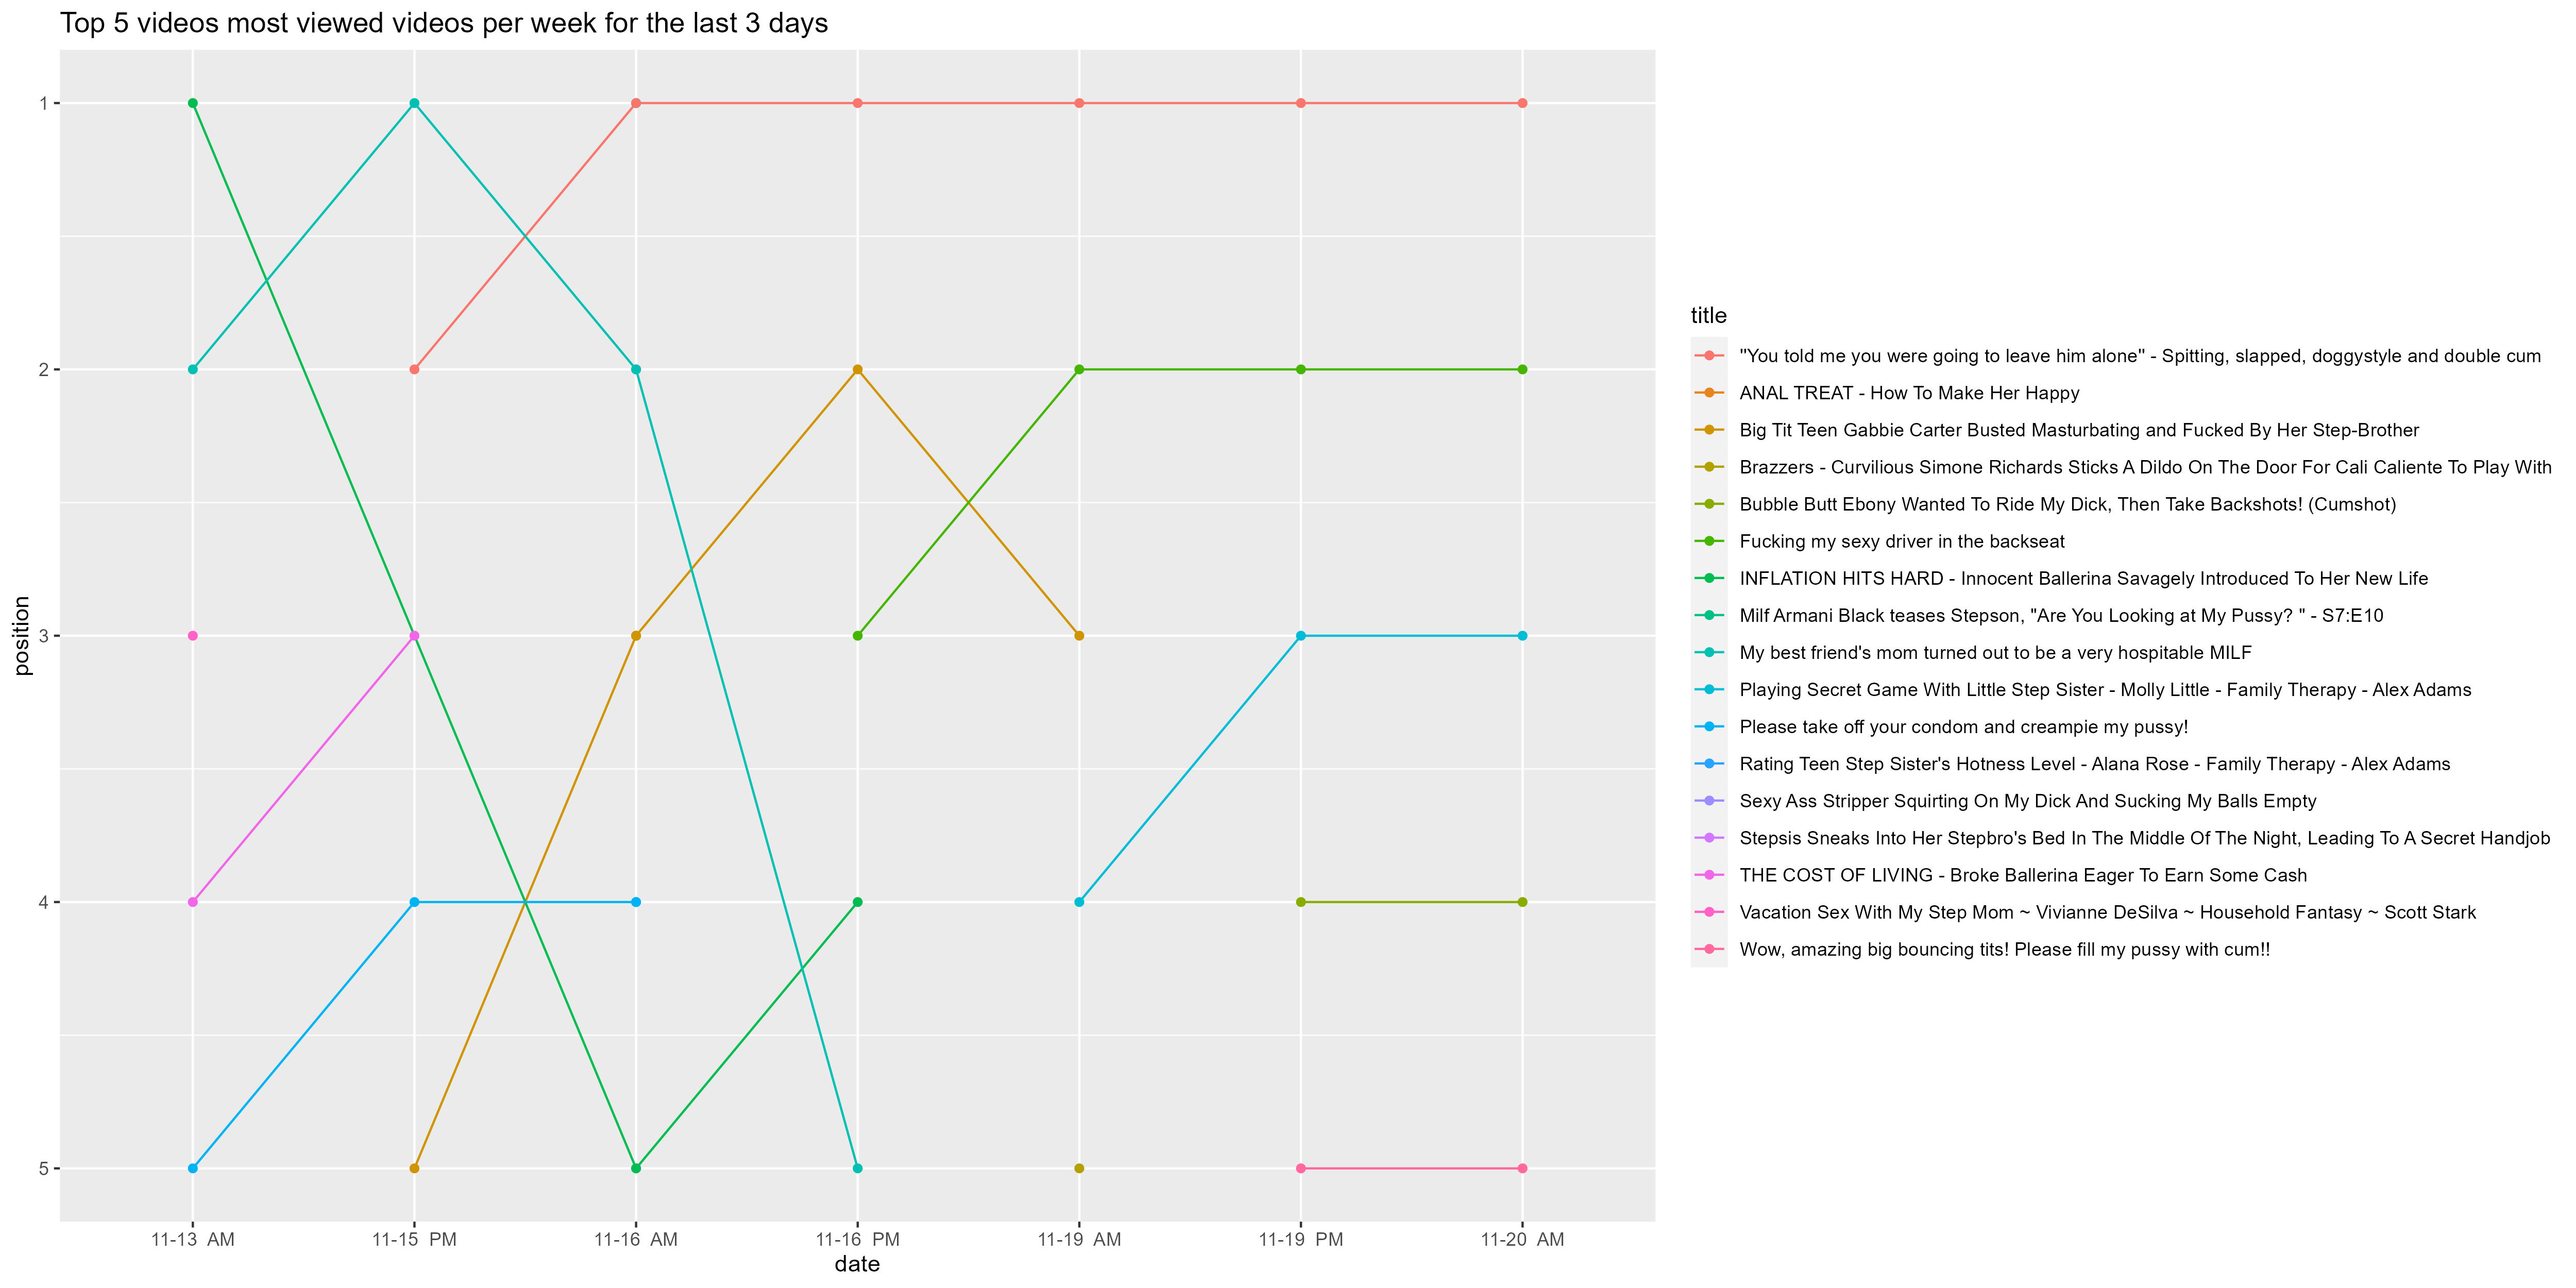 Top 5 videos most viewed videos per week for the last 3 days
1
2
3
4
5
position
11-13 AM
11-15 PM
11-16 AM
11-16 PM
11-19 AM
11-19 PM
11-20 AM
date
title
"You told me you were going to leave him alone" - Spitting, slapped, doggystyle and double cum
ANAL TREAT - How To Make Her Happy
Big Tit Teen Gabbie Carter Busted Masturbating and Fucked By Her Step-Brother
Brazzers - Curvilious Simone Richards Sticks A Dildo On The Door For Cali Caliente To Play With
Bubble Butt Ebony Wanted To Ride My Dick, Then Take Backshots! (Cumshot)
Fucking my sexy driver in the backseat
INFLATION HITS HARD - Innocent Ballerina Savagely Introduced To Her New Life
Milf Armani Black teases Stepson, "Are You Looking at My Pussy? " - S7:E10
My best friend's mom turned out to be a very hospitable MILF
Playing Secret Game With Little Step Sister - Molly Little - Family Therapy - Alex Adams
Please take off your condom and creampie my pussy!
Rating Teen Step Sister's Hotness Level - Alana Rose - Family Therapy - Alex Adams
Sexy Ass Stripper Squirting On My Dick And Sucking My Balls Empty
Stepsis Sneaks Into Her Stepbro's Bed In The Middle Of The Night, Leading To A Secret Handjob
THE COST OF LIVING - Broke Ballerina Eager To Earn Some Cash
Vacation Sex With My Step Mom ~ Vivianne DeSilva ~ Household Fantasy ~ Scott Stark
Wow, amazing big bouncing tits! Please fill my pussy with cum!!